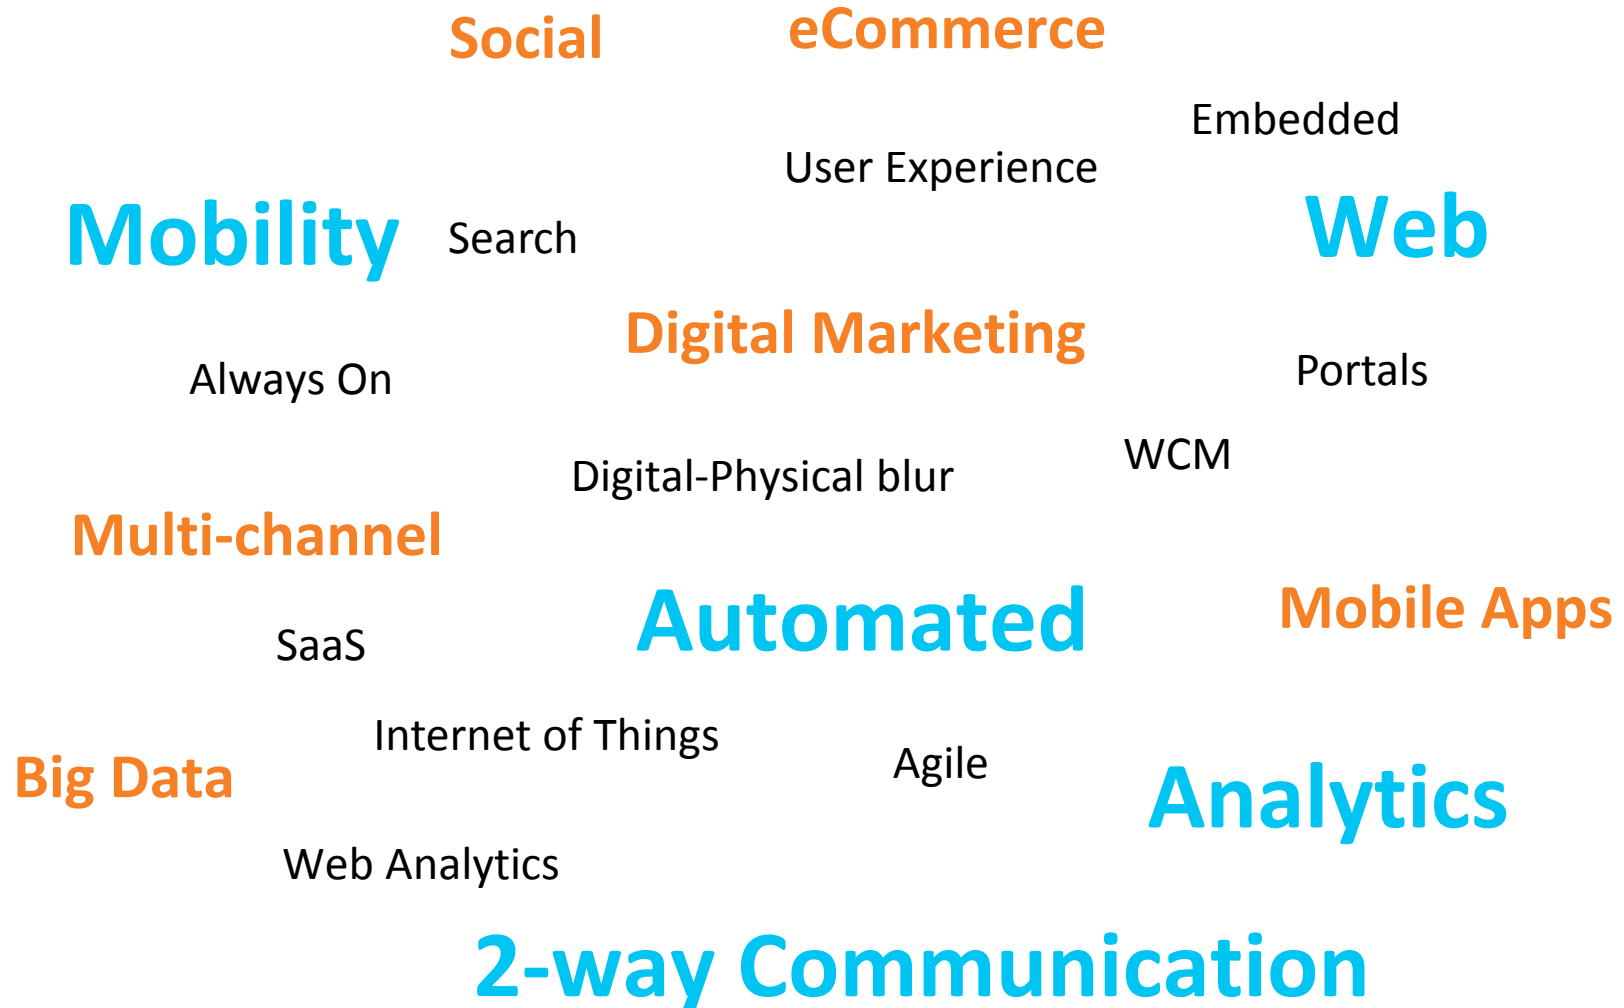 Social
eCommerce
Embedded
User Experience
Mobility
Search
Web
Digital Marketing
Always On
Portals
Digital-Physical blur
WCM
Multi-channel
Automated
Mobile Apps
SaaS
Internet of Things
Agile
Big Data
Analytics
Web Analytics
2-way Communication